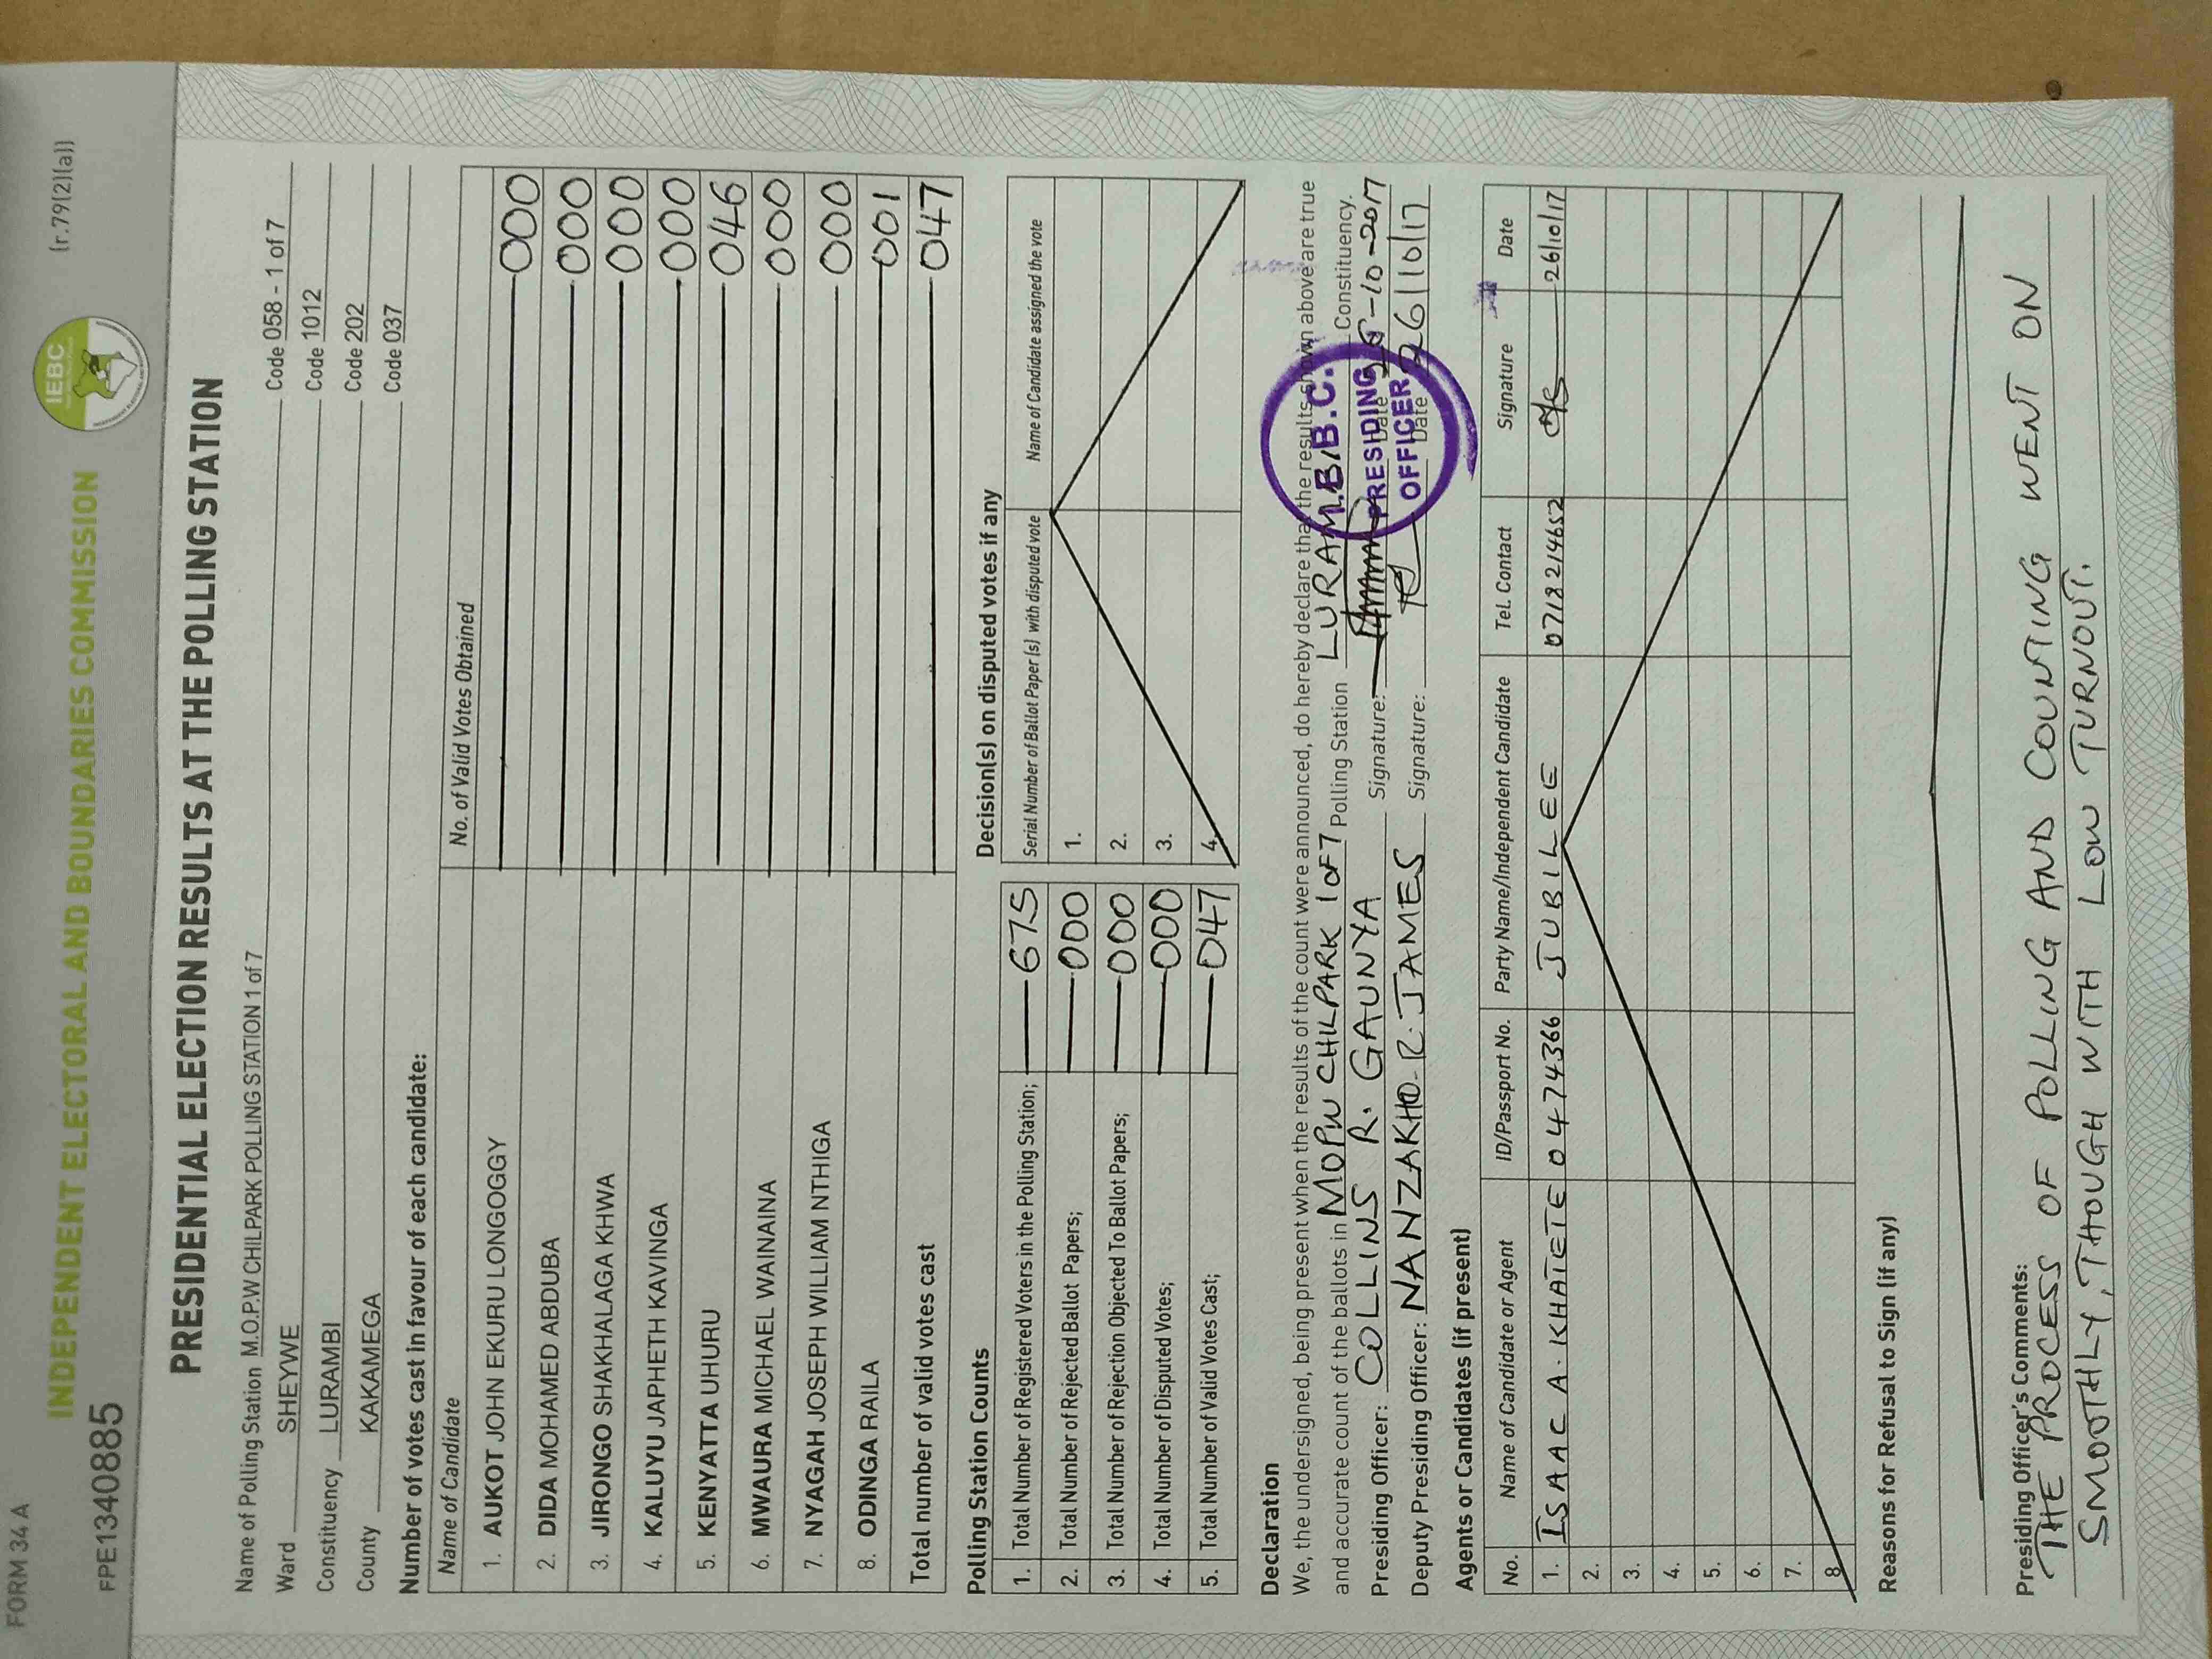 FORM 34 A
(r.79(2)(a))
INDEPENDENT ELECTORAL AND BOUNDARIES COMMISSION
IEBC
FPE1340885
PRESIDENTIAL ELECTION RESULTS AT THE POLLING STATION
Name of Polling Station M.O.P.W CHILPARK POLLING STATION 1 of 7 Code 058 - 1 of 7
Ward SHEYWE Code 1012
Constituency LURAMBI Code 202
County KAKAMEGA Code 037
Number of votes cast in favour of each candidate:
Name of Candidate No. of Valid Votes Obtained
1. AUKOT JOHN EKURU LONGOGGY 000
2. DIDA MOHAMED ABDUBA 000
3. JIRONGO SHAKHALAGA KHWA 000
4. KALUYU JAPHETH KAVINGA 000
5. KENYATTA UHURU 046
6. MWAURA MICHAEL WAINAINA 000
7. NYAGAH JOSEPH WILLIAM NTHIGA 000
8. ODINGA RAILA 001
Total number of valid votes cast 047
Polling Station Counts
1. Total Number of Registered Voters in the Polling Station; 675
2. Total Number of Rejected Ballot Papers; 000
3. Total Number of Rejection Objected To Ballot Papers; 000
4. Total Number of Disputed Votes; 000
5. Total Number of Valid Votes Cast; 047
Decision(s) on disputed votes if any
Serial Number of Ballot Paper (s) with disputed vote Name of Candidate assigned the vote
1.
2.
3.
4.
Declaration
We, the undersigned, being present when the results of the count were announced, do hereby declare that the results shown above are true
and accurate count of the ballots in MOPW CHILPARK 1 of 7 Polling Station LURAMBI Constituency.
Presiding Officer: COLLINS R. GAUNYA Signature: Date -10-2017
Deputy Presiding Officer: NANZAKHO R. JAMES Signature: Date 26/10/17
I.E.B.C.
PRESIDING
OFFICER
Agents or Candidates (if present)
No. Name of Candidate or Agent ID/Passport No. Party Name/Independent Candidate Tel. Contact Signature Date
1. ISAAC A. KHATETE 0474366 JUBILEE 0718214652 26/10/17
2.
3.
4.
5.
6.
7.
8.
Reasons for Refusal to Sign (if any)
Presiding Officer's Comments:
THE PROCESS OF POLLING AND COUNTING WENT ON
SMOOTHLY, THOUGH WITH LOW TURNOUT.